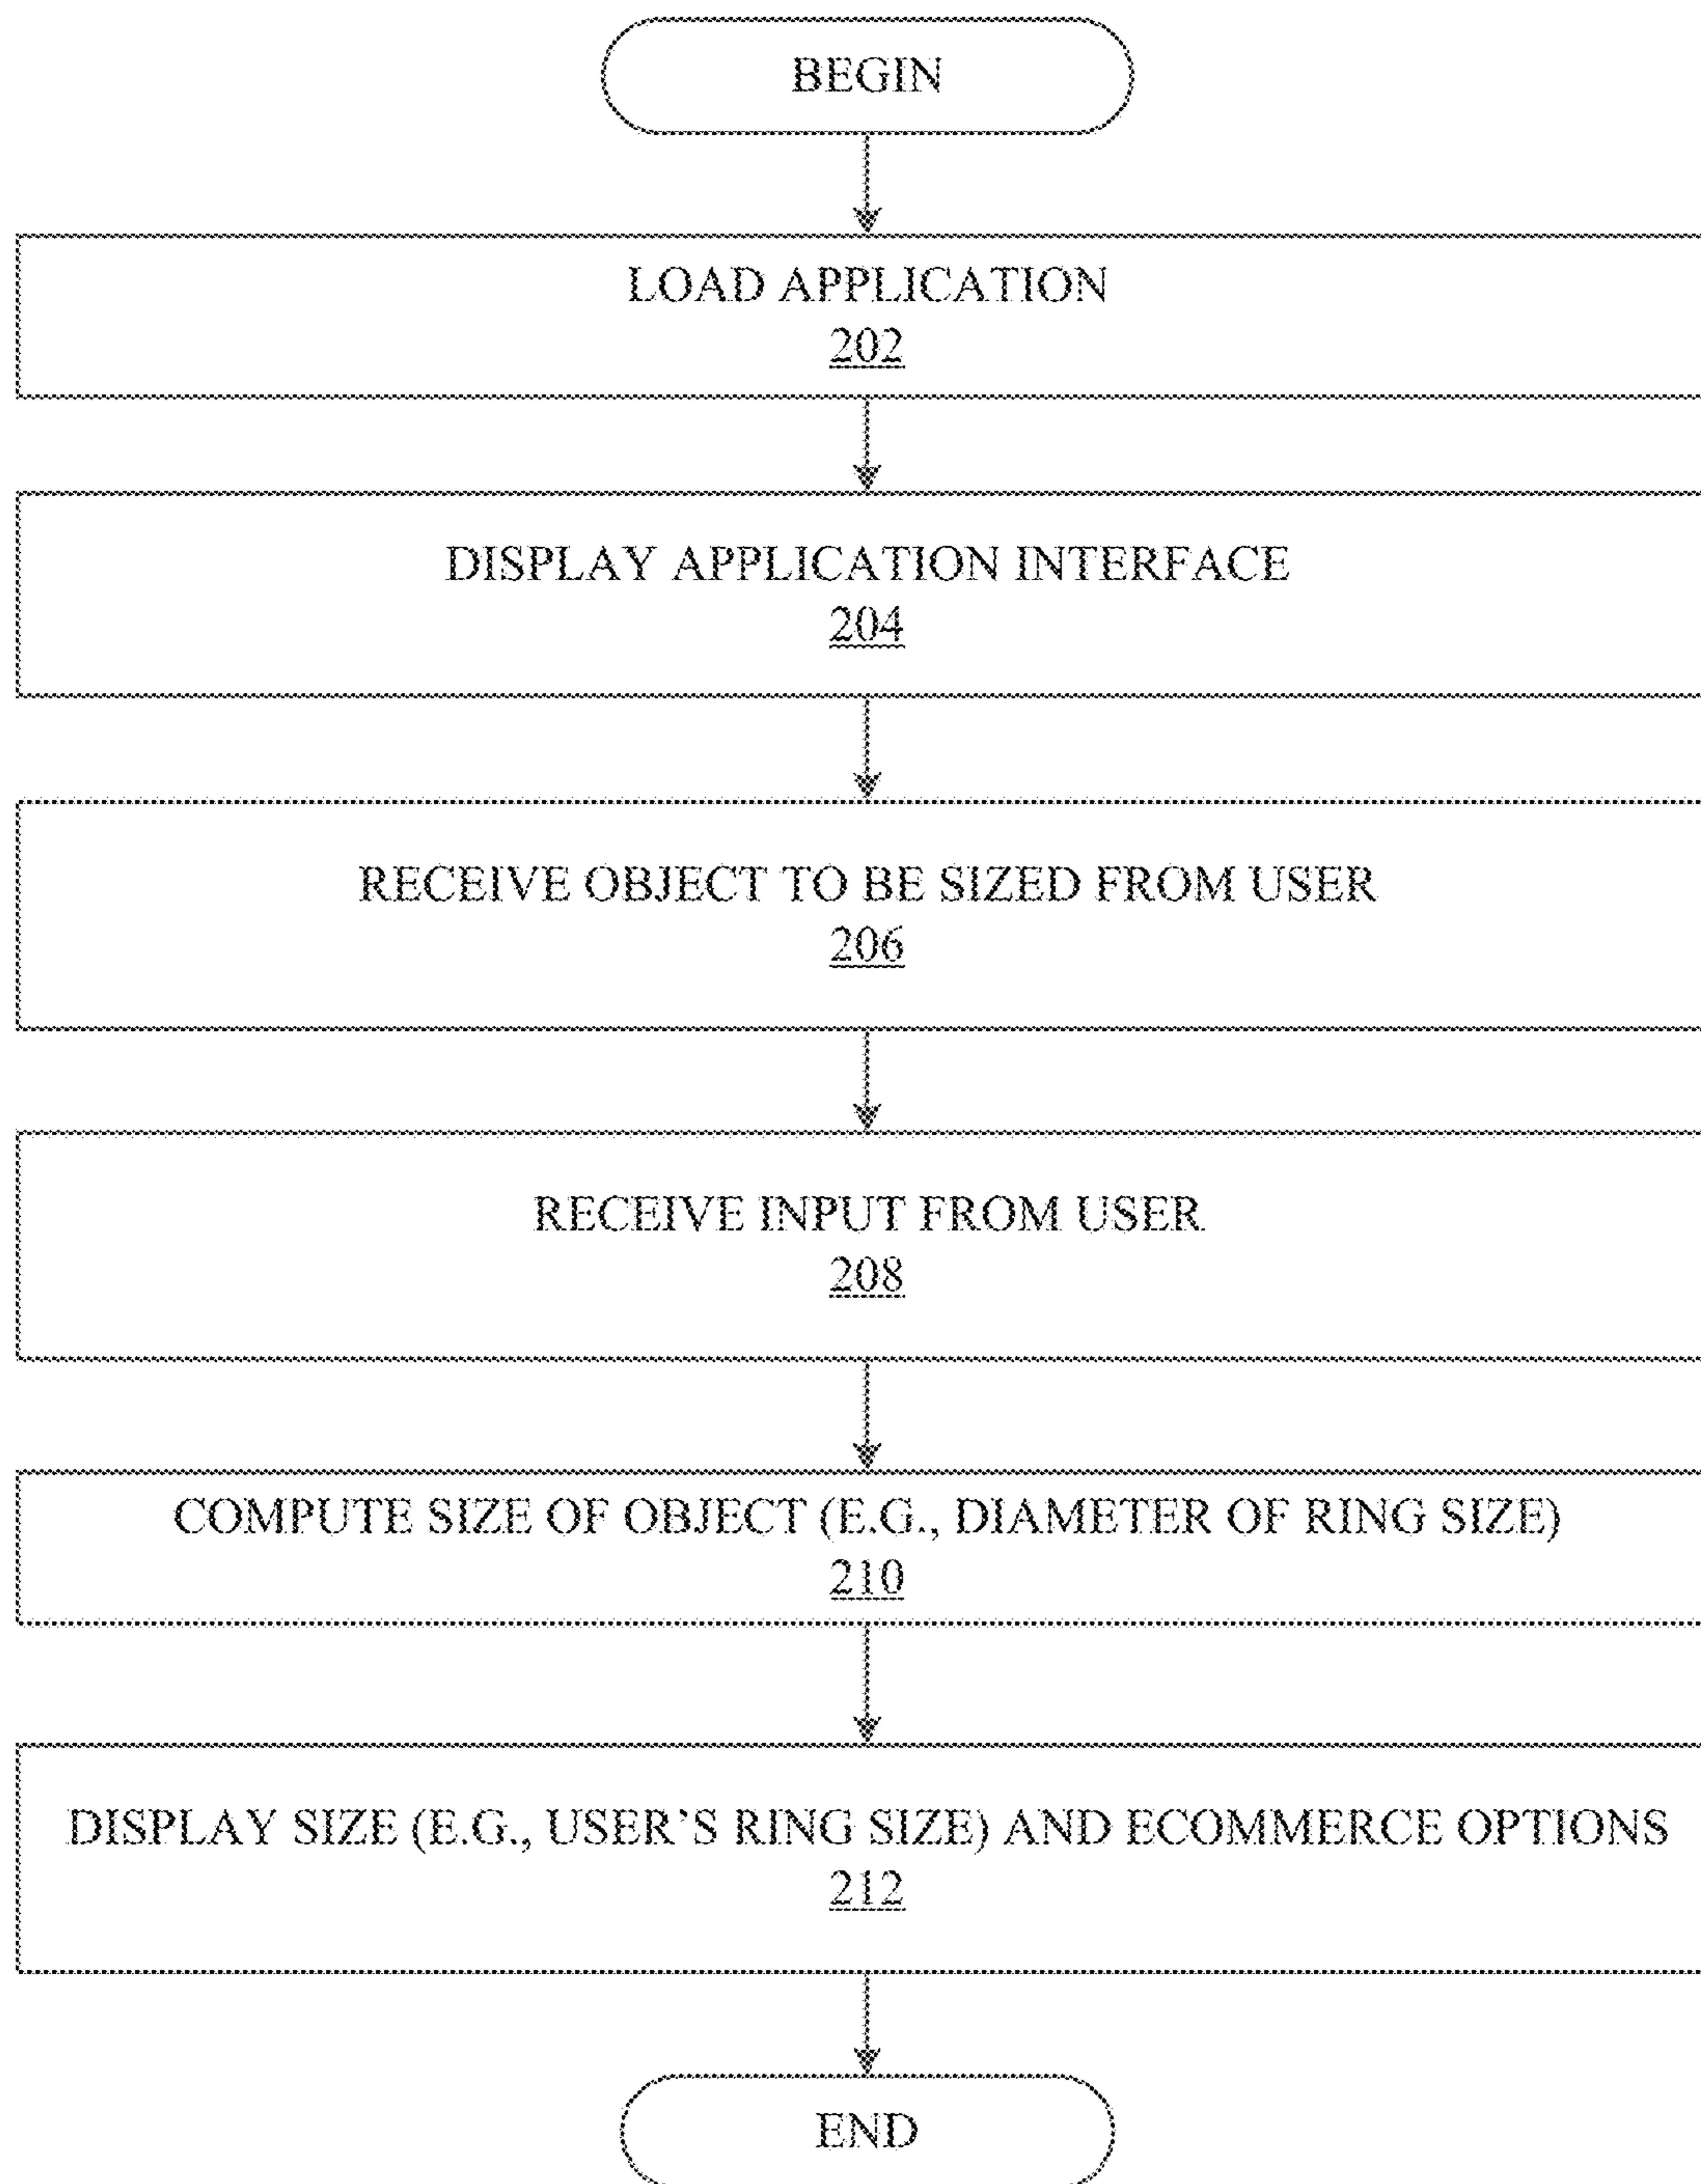 BEGIN
LOAD APPLICATION
202
DISPLAY APPLICATION INTERFACE
204
RECEIVE OBJECT TO BE SIZED FROM USER
206
RECEIVE INPUT FROM USER
208
COMPUTE SIZE OF OBJECT (E.G., DIAMETER OF RING SIZE)
210
DISPLAY SIZE (E.G., USER'S RING SIZE) AND ECOMMERCE OPTIONS
212
END